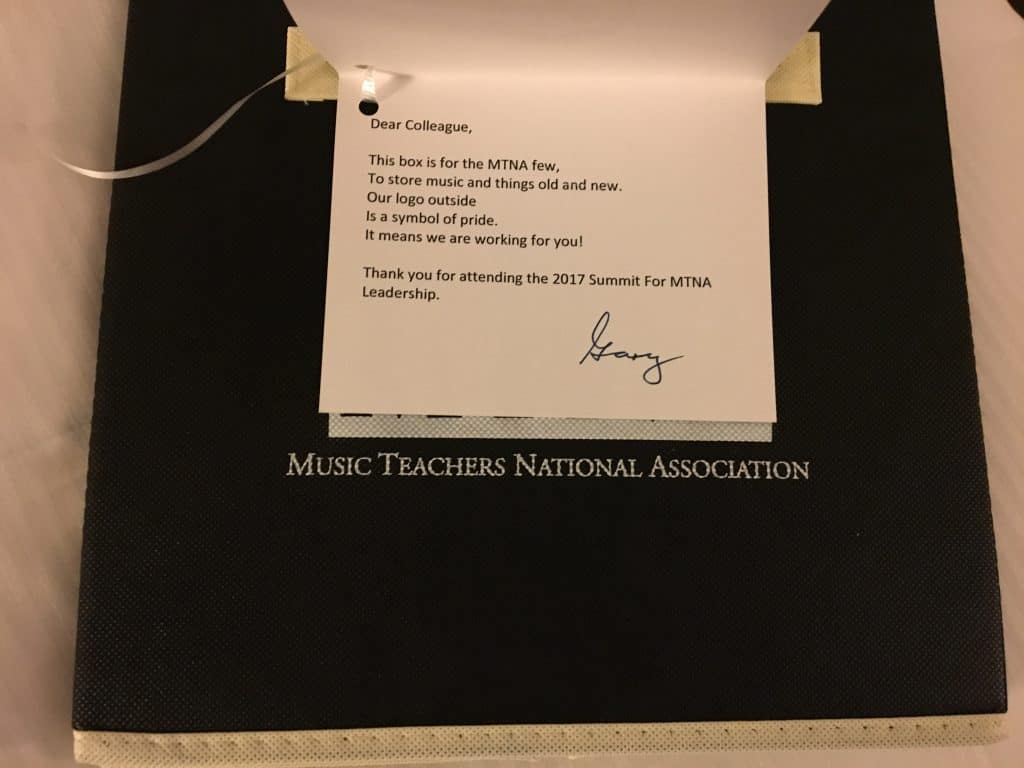 Dear Colleague,
This box is for the MTNA few,
To store music and things old and new.
Our logo outside
Is a symbol of pride.
It means we are working for you!
Thank you for attending the 2017 Summit For MTNA
Leadership.
Gary
MUSIC TEACHERS NATIONAL ASSOCIATION